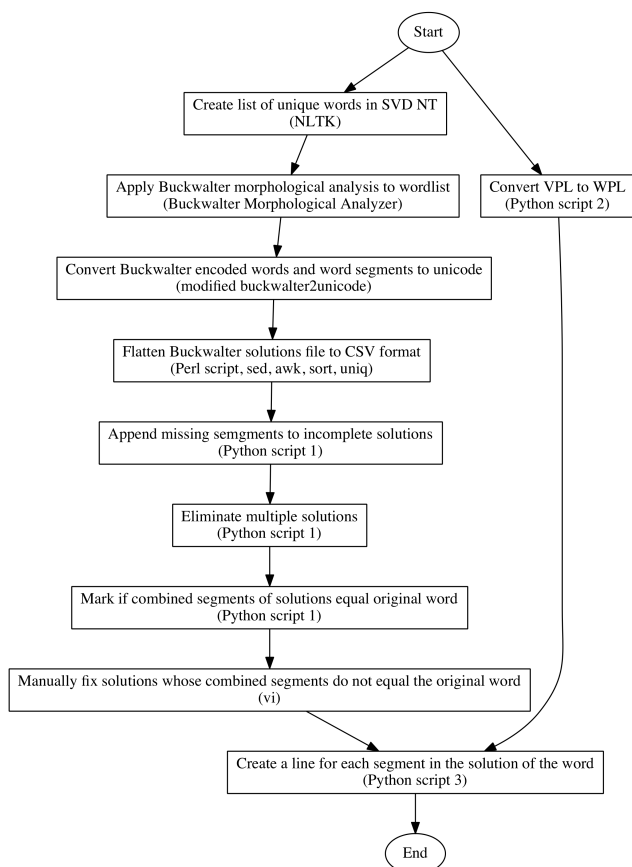 Start
Create list of unique words in SVD NT
(NLTK)
Apply Buckwalter morphological analysis to wordlist
(Buckwalter Morphological Analyzer)
Convert VPL to WPL
(Python script 2)
Convert Buckwalter encoded words and word segments to unicode
(modified buckwalter2unicode)
Flatten Buckwalter solutions file to CSV format
(Perl script, sed, awk, sort, uniq)
Append missing semgments to incomplete solutions
(Python script 1)
Eliminate multiple solutions
(Python script 1)
Mark if combined segments of solutions equal original word
(Python script 1)
Manually fix solutions whose combined segments do not equal the original word
(vi)
Create a line for each segment in the solution of the word
(Python script 3)
End